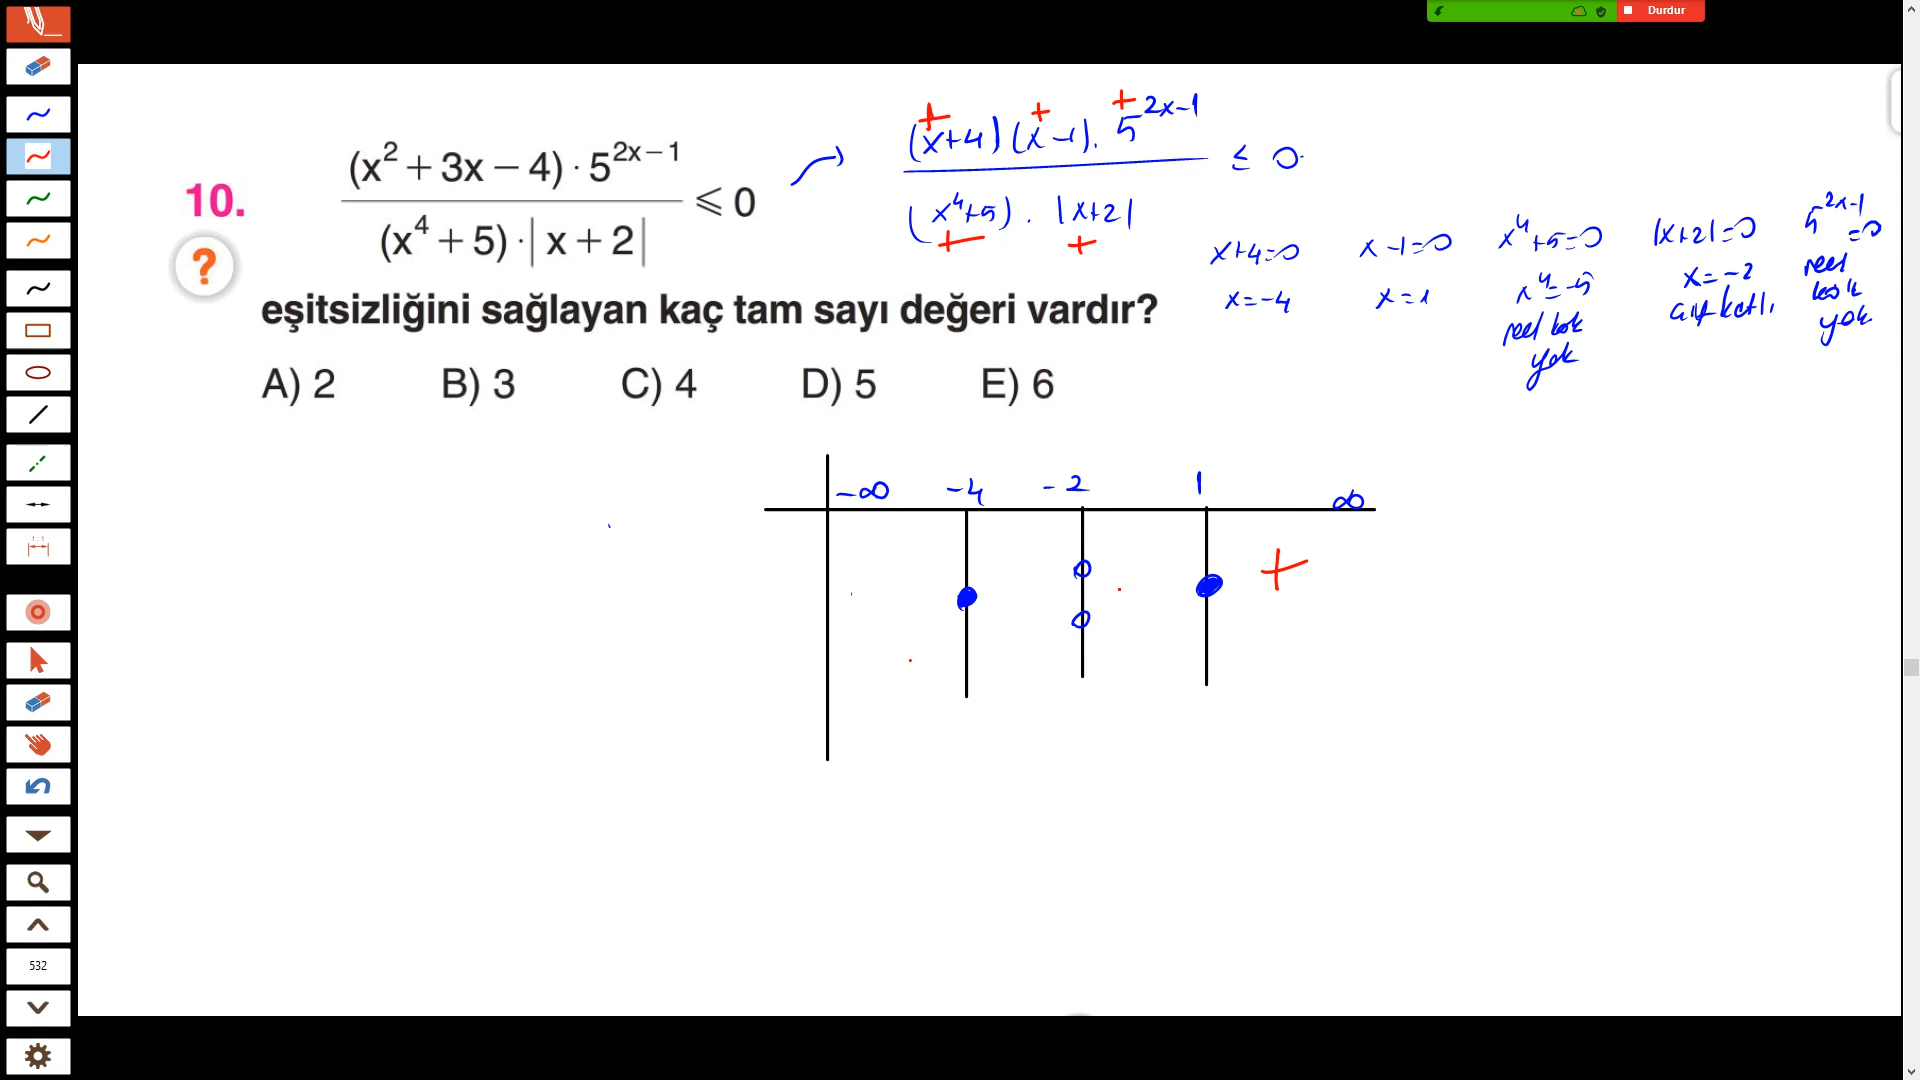 Durdur
10. (x² + 3x − 4) · 5^(2x−1) / (x⁴ + 5) · |x + 2| ⩽ 0
?
eşitsizliğini sağlayan kaç tam sayı değeri vardır?
A) 2 B) 3 C) 4 D) 5 E) 6
+ + +
(x+4)(x-1). 5^(2x-1) / (x⁴+5) . |x+2| ≤ 0
+ +
x+4=0
x=-4
x-1=0
x=1
x⁴+5=0
x⁴=-5
reel kök
yok
|x+2|=0
x=-2
çift katlı
5^(2x-1)
=0
reel
kök
yok
-∞ -4 -2 1 ∞
+
1:1
532